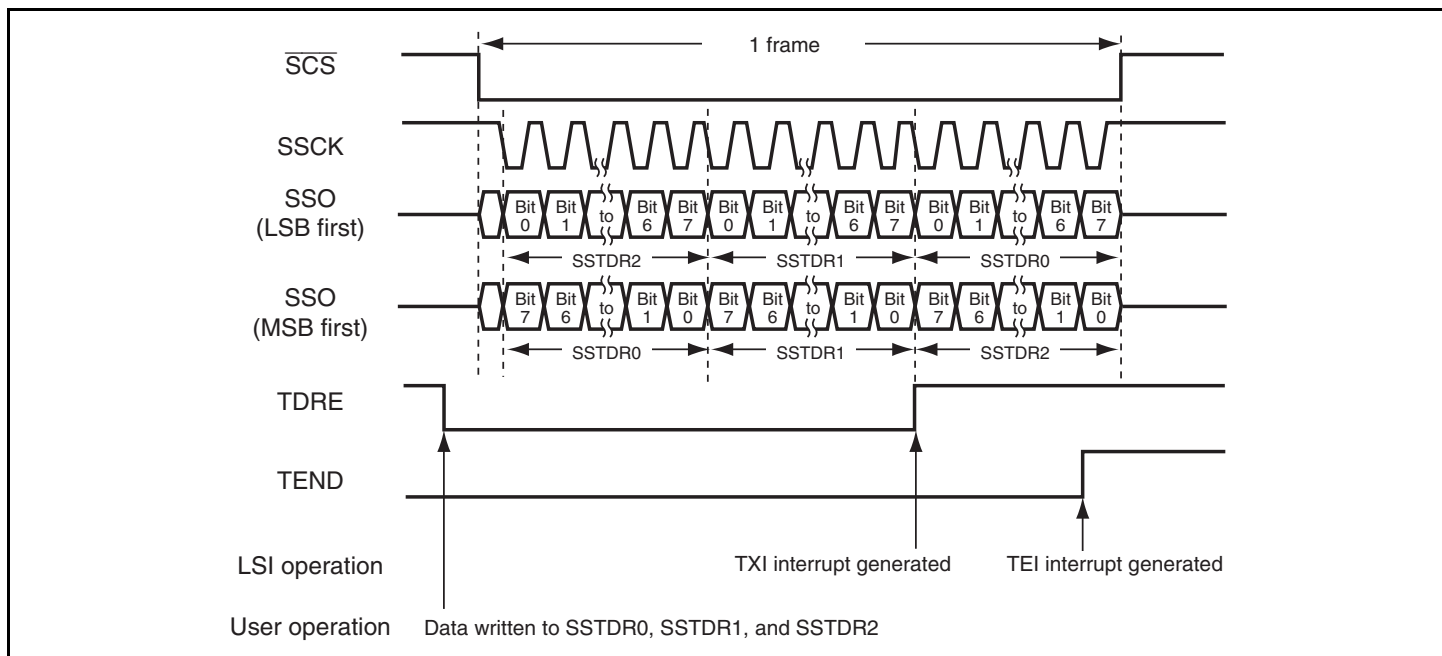 1 frame
SCS
SSCK
SSO
(LSB first)
Bit 0 Bit 1 to Bit 6 Bit 7 Bit 0 Bit 1 to Bit 6 Bit 7 Bit 0 Bit 1 to Bit 6 Bit 7
SSTDR2 SSTDR1 SSTDR0
SSO
(MSB first)
Bit 7 Bit 6 to Bit 1 Bit 0 Bit 7 Bit 6 to Bit 1 Bit 0 Bit 7 Bit 6 to Bit 1 Bit 0
SSTDR0 SSTDR1 SSTDR2
TDRE
TEND
LSI operation TXI interrupt generated TEI interrupt generated
User operation Data written to SSTDR0, SSTDR1, and SSTDR2